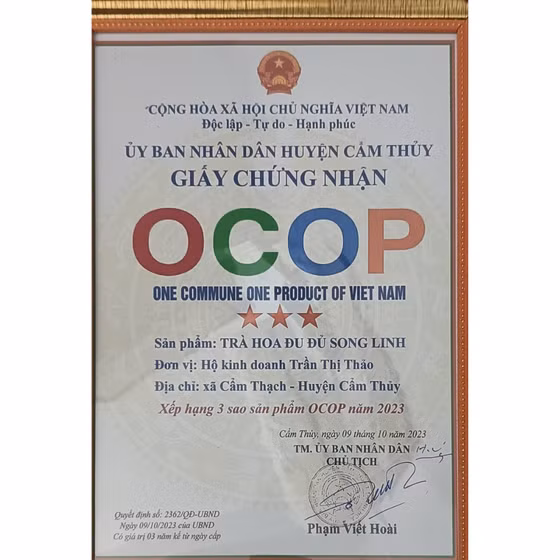 CỘNG HÒA XÃ HỘI CHỦ NGHĨA VIỆT NAM
Độc lập - Tự do - Hạnh phúc
ỦY BAN NHÂN DÂN HUYỆN CẨM THỦY
GIẤY CHỨNG NHẬN
OCOP
ONE COMMUNE ONE PRODUCT OF VIET NAM
Sản phẩm: TRÀ HOA ĐU ĐỦ SONG LINH
Đơn vị: Hộ kinh doanh Trần Thị Thảo
Địa chỉ: xã Cẩm Thạch - Huyện Cẩm Thủy
Xếp hạng 3 sao sản phẩm OCOP năm 2023
Cẩm Thủy, ngày 09 tháng 10 năm 2023
TM. ỦY BAN NHÂN DÂN
CHỦ TỊCH
Quyết định số: 2362/QĐ-UBND
Ngày 09/10/2023 của UBND
Có giá trị 03 năm kể từ ngày cấp
Phạm Viết Hoài